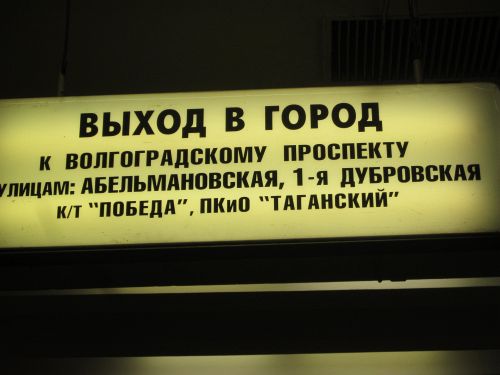 ВЫХОД В ГОРОД
К ВОЛГОГРАДСКОМУ ПРОСПЕКТУ
УЛИЦАМ: АБЕЛЬМАНОВСКАЯ, 1-Я ДУБРОВСКАЯ
К/Т "ПОБЕДА", ПКиО "ТАГАНСКИЙ"